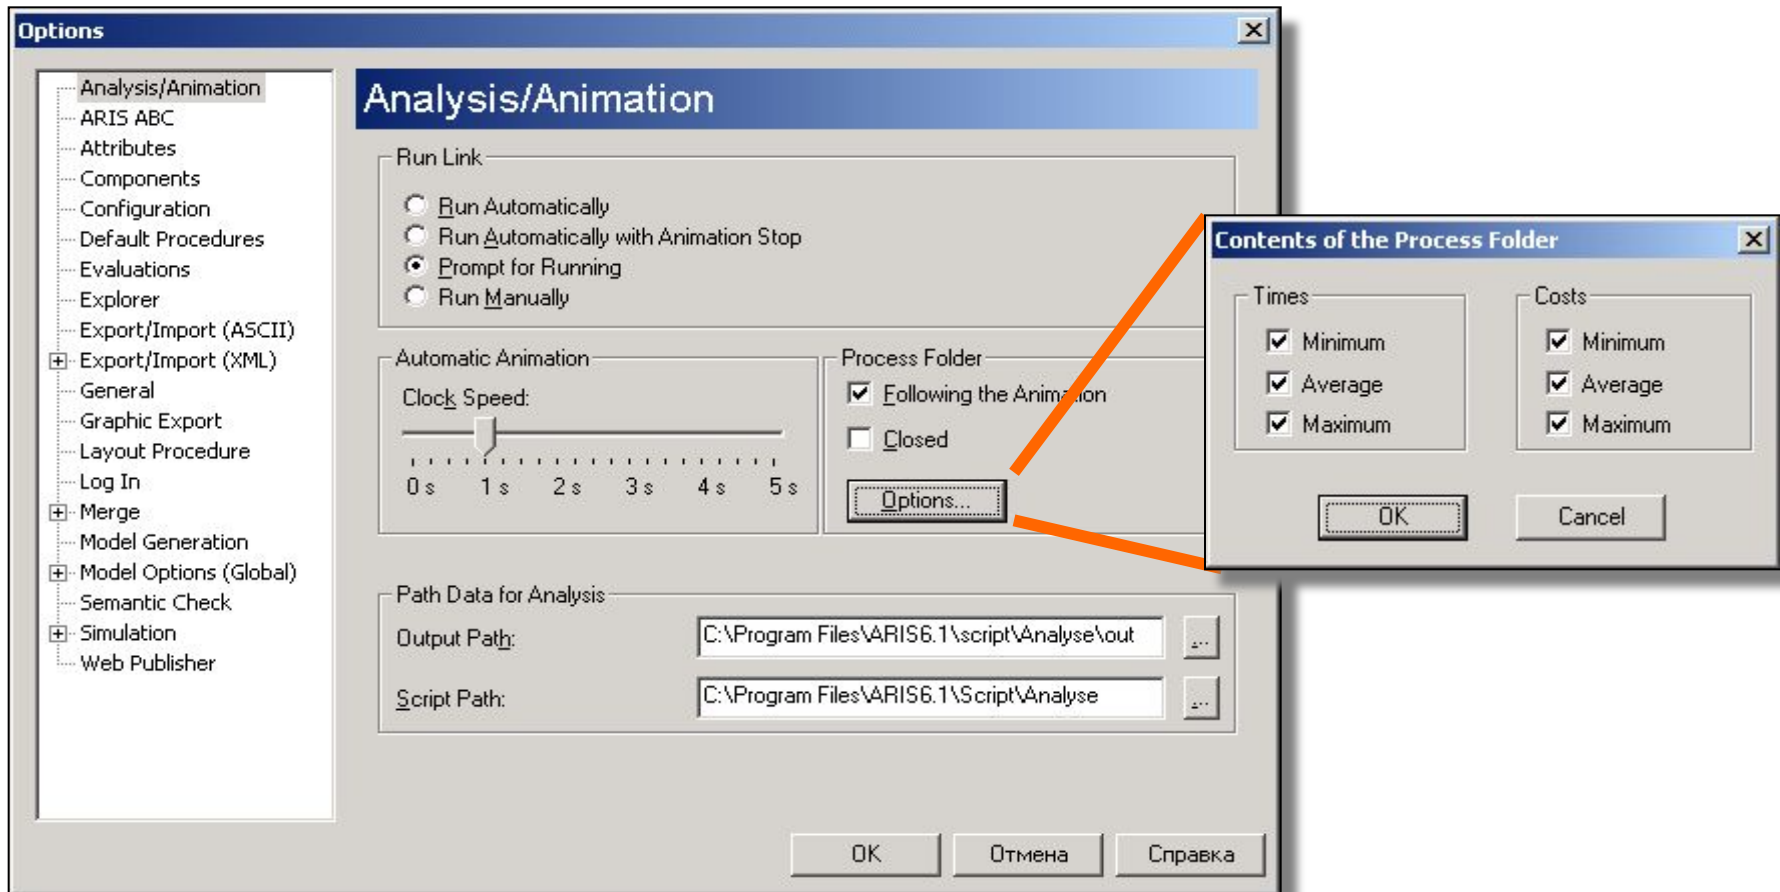 Options
Analysis/Animation
ARIS ABC
Attributes
Components
Configuration
Default Procedures
Evaluations
Explorer
Export/Import (ASCII)
Export/Import (XML)
General
Graphic Export
Layout Procedure
Log In
Merge
Model Generation
Model Options (Global)
Semantic Check
Simulation
Web Publisher
Analysis/Animation
Run Link
Run Automatically
Run Automatically with Animation Stop
Prompt for Running
Run Manually
Automatic Animation
Clock Speed:
0 s 1 s 2 s 3 s 4 s 5 s
Process Folder
Following the Animation
Closed
Options...
Path Data for Analysis
Output Path: C:\Program Files\ARIS6.1\script\Analyse\out ...
Script Path: C:\Program Files\ARIS6.1\Script\Analyse ...
OK Отмена Справка
Contents of the Process Folder
Times
Minimum
Average
Maximum
Costs
Minimum
Average
Maximum
OK Cancel